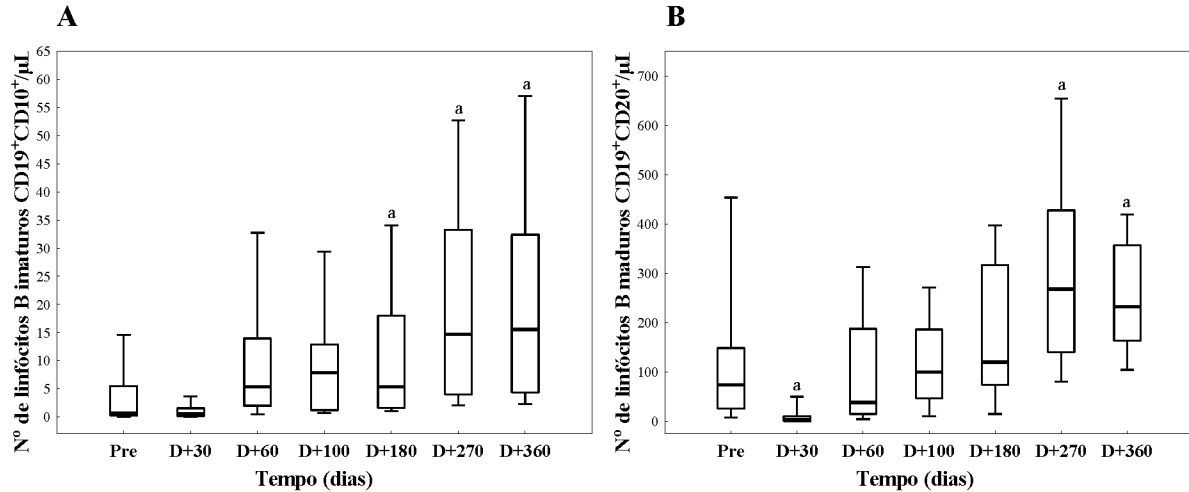 A
Nº de linfócitos B imaturos CD19⁺CD10⁺/µL
65
60
55
50
45
40
35
30
25
20
15
10
5
0
a
a
a
Pre D+30 D+60 D+100 D+180 D+270 D+360
Tempo (dias)
B
Nº de linfócitos B maduros CD19⁺CD20⁺/µL
700
600
500
400
300
200
100
0
a
a
a
Pre D+30 D+60 D+100 D+180 D+270 D+360
Tempo (dias)